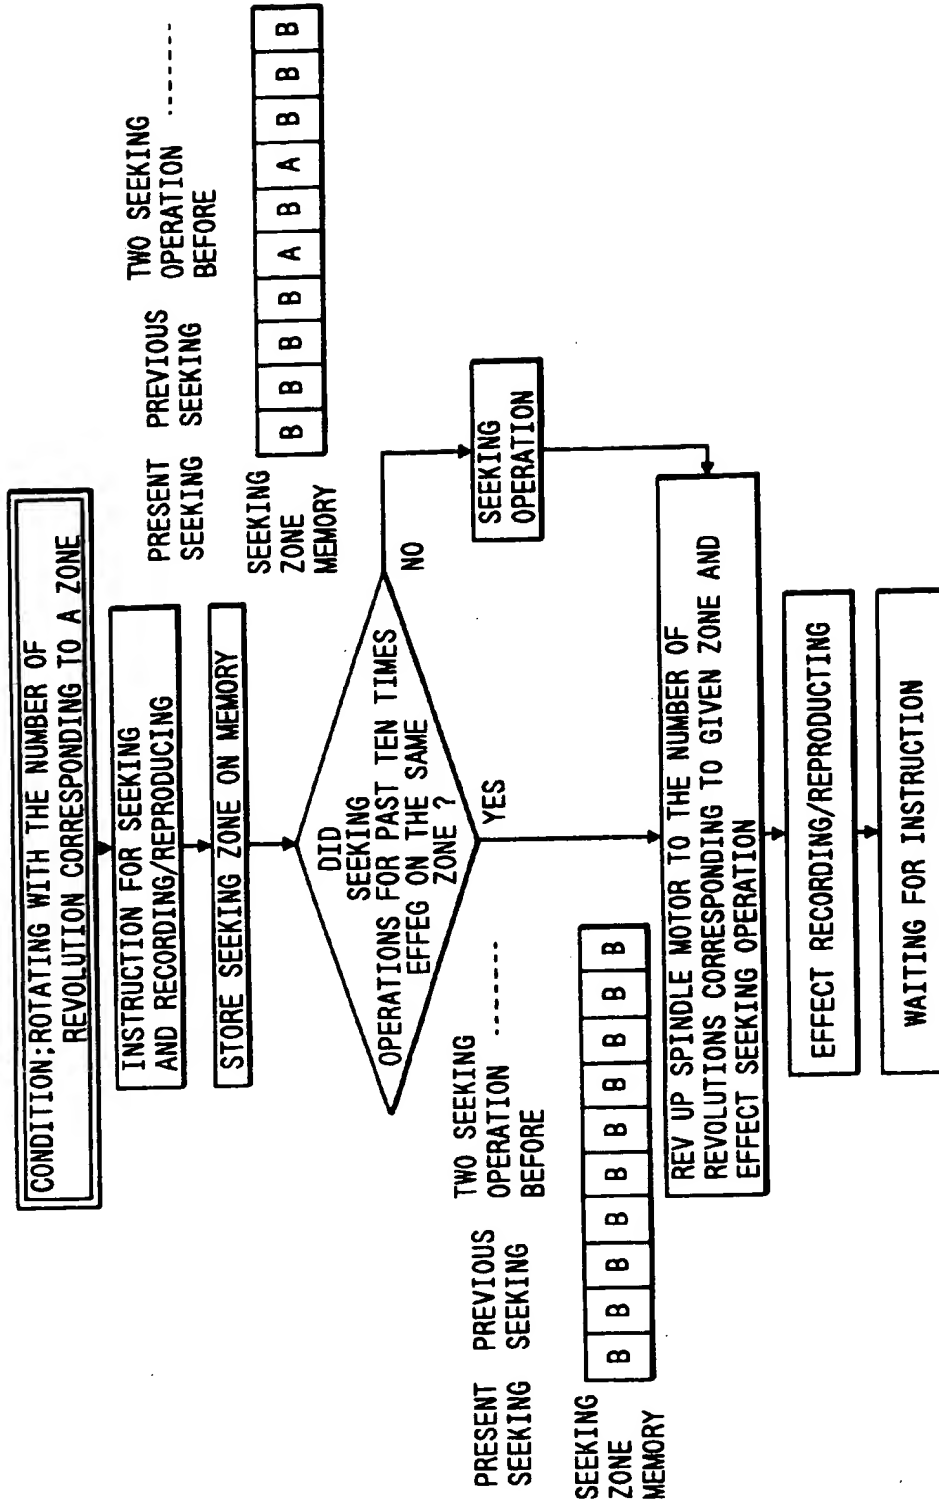 CONDITION;ROTATING WITH THE NUMBER OF
REVOLUTION CORRESPONDING TO A ZONE
INSTRUCTION FOR SEEKING
AND RECORDING/REPRODUCING
STORE SEEKING ZONE ON MEMORY
PRESENT SEEKING
PREVIOUS SEEKING
TWO SEEKING
OPERATION .......
BEFORE
SEEKING
ZONE
MEMORY
B B B B A B A B B B
DID
SEEKING
OPERATIONS FOR PAST TEN TIMES
EFFEG ON THE SAME
ZONE ?
NO
YES
SEEKING
OPERATION
PRESENT SEEKING
PREVIOUS SEEKING
TWO SEEKING
OPERATION .......
BEFORE
SEEKING
ZONE
MEMORY
B B B B B B B B B B
REV UP SPINDLE MOTOR TO THE NUMBER OF
REVOLUTIONS CORRESPONDING TO GIVEN ZONE AND
EFFECT SEEKING OPERATION
EFFECT RECORDING/REPRODUCING
WAITING FOR INSTRUCTION